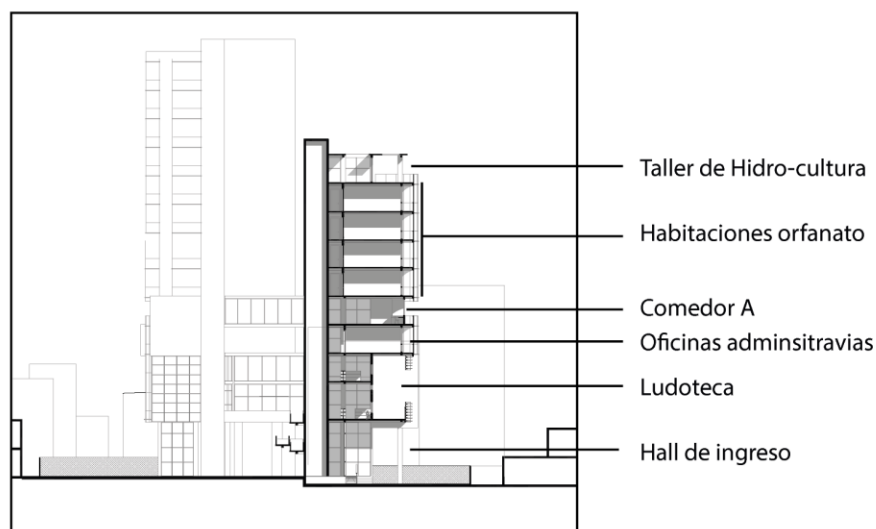 Taller de Hidro-cultura
Habitaciones orfanato
Comedor A
Oficinas adminsitravias
Ludoteca
Hall de ingreso